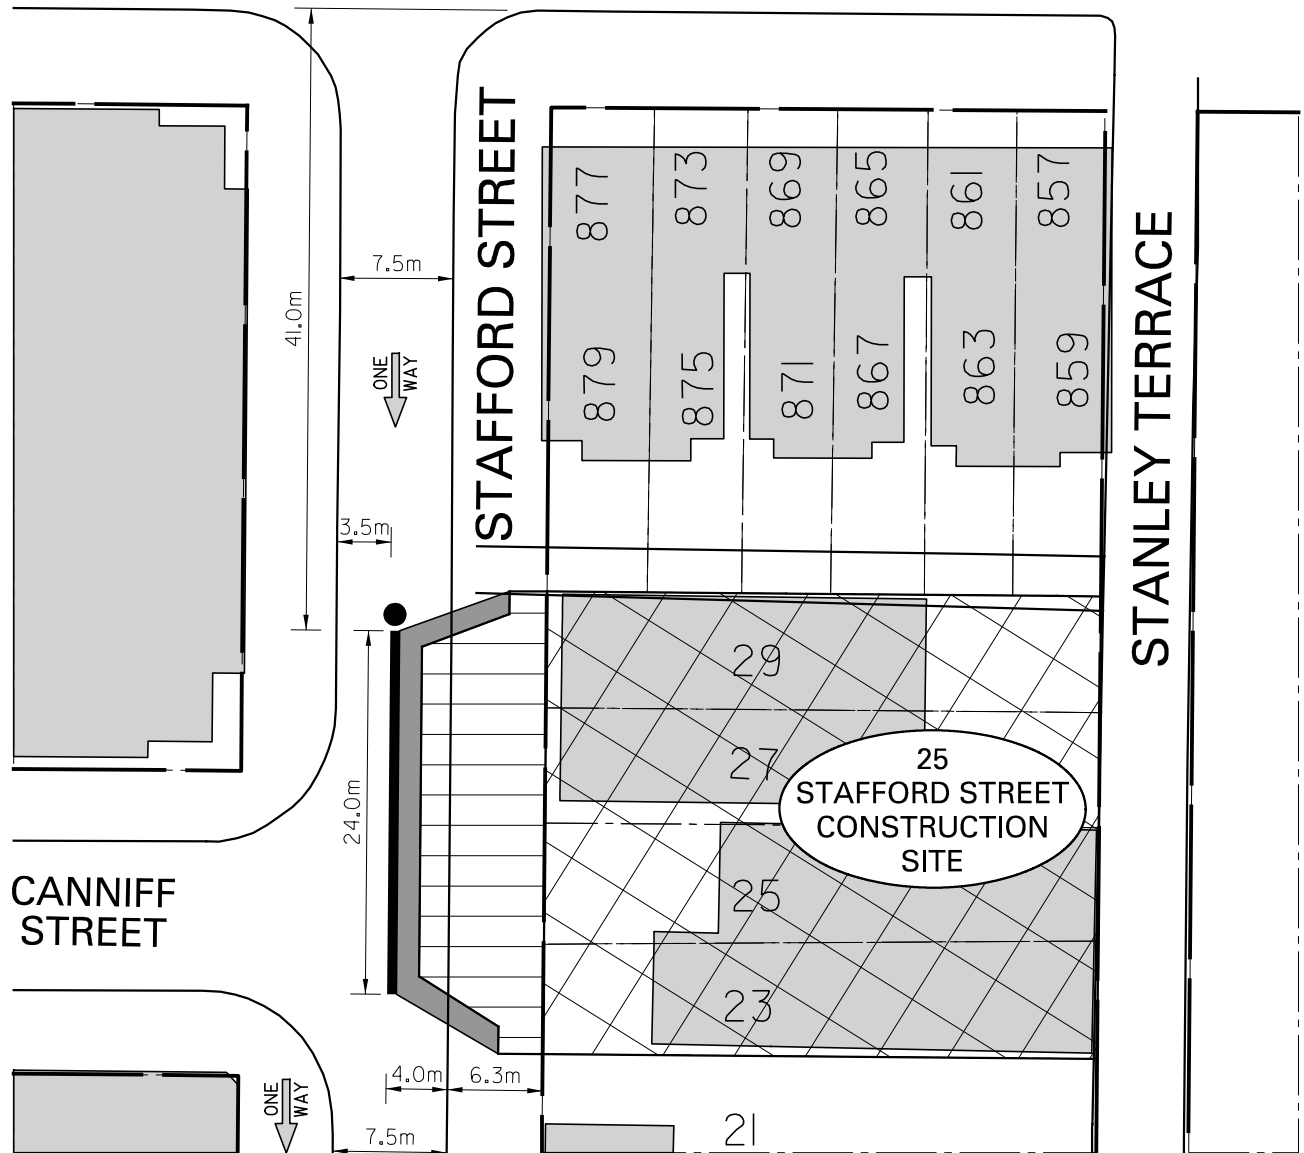 STAFFORD STREET
877
873
869
865
861
857
879
875
871
867
863
859
STANLEY TERRACE
41.0m
7.5m
ONE
WAY
3.5m
24.0m
29
27
25
STAFFORD STREET
CONSTRUCTION
SITE
25
23
CANNIFF
STREET
4.0m
6.3m
ONE
WAY
7.5m
21